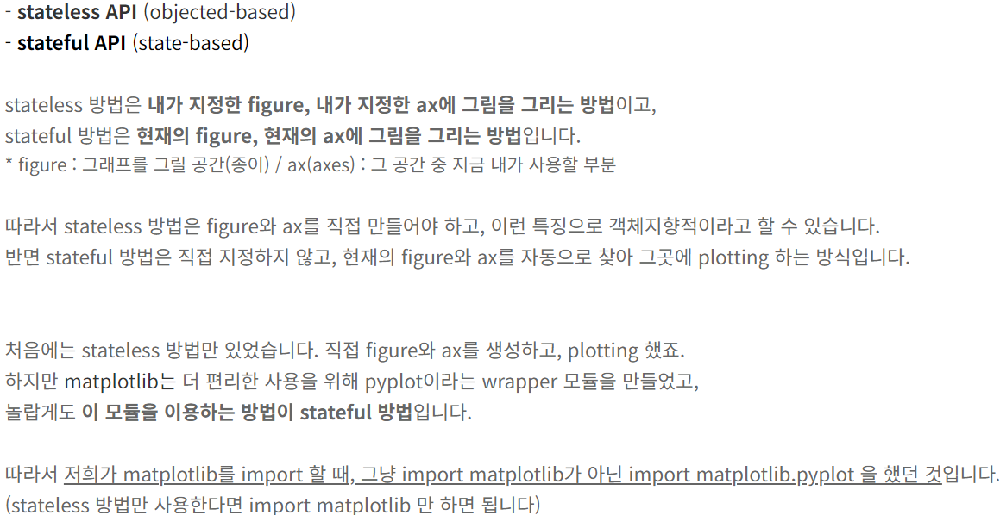 - stateless API (objected-based)
- stateful API (state-based)
stateless 방법은 내가 지정한 figure, 내가 지정한 ax에 그림을 그리는 방법이고,
stateful 방법은 현재의 figure, 현재의 ax에 그림을 그리는 방법입니다.
* figure : 그래프를 그릴 공간(종이) / ax(axes) : 그 공간 중 지금 내가 사용할 부분
따라서 stateless 방법은 figure와 ax를 직접 만들어야 하고, 이런 특징으로 객체지향적이라고 할 수 있습니다.
반면 stateful 방법은 직접 지정하지 않고, 현재의 figure와 ax를 자동으로 찾아 그곳에 plotting 하는 방식입니다.
처음에는 stateless 방법만 있었습니다. 직접 figure와 ax를 생성하고, plotting 했죠.
하지만 matplotlib는 더 편리한 사용을 위해 pyplot이라는 wrapper 모듈을 만들었고,
놀랍게도 이 모듈을 이용하는 방법이 stateful 방법입니다.
따라서 저희가 matplotlib를 import 할 때, 그냥 import matplotlib가 아닌 import matplotlib.pyplot 을 했던 것입니다.
(stateless 방법만 사용한다면 import matplotlib 만 하면 됩니다)